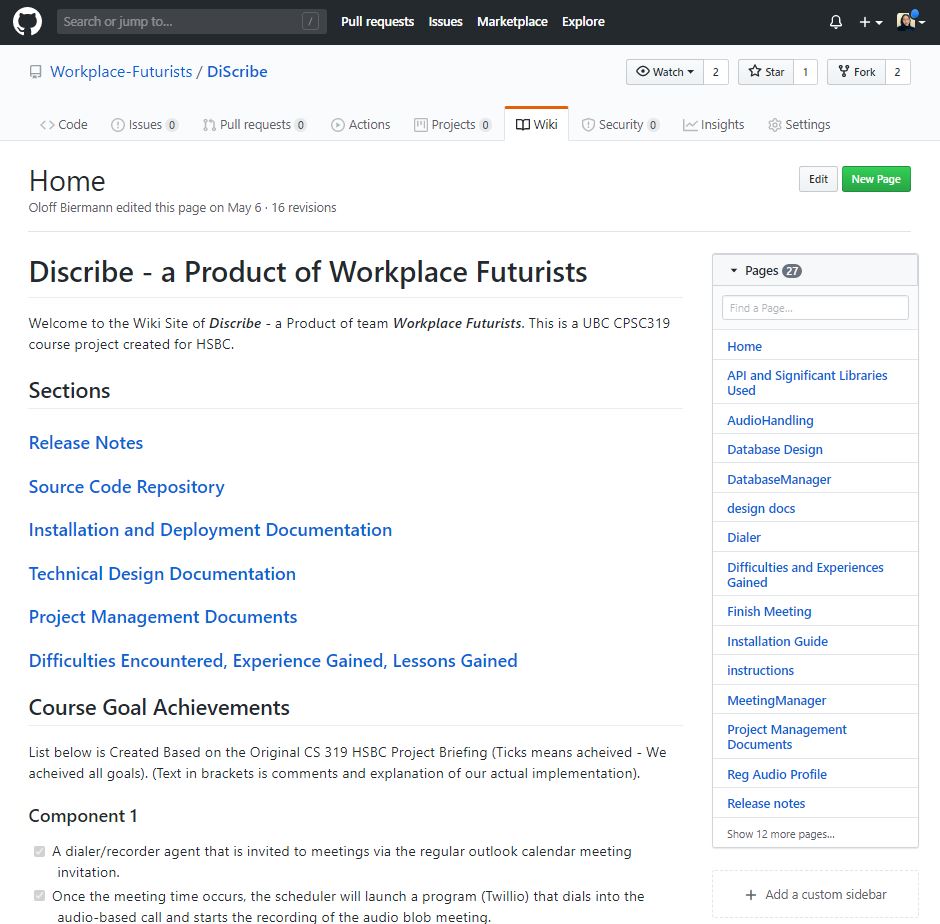 Search or jump to... / Pull requests Issues Marketplace Explore
Workplace-Futurists / DiScribe Watch 2 Star 1 Fork 2
Code Issues 0 Pull requests 0 Actions Projects 0 Wiki Security 0 Insights Settings
Home Edit New Page
Oloff Biermann edited this page on May 6 · 16 revisions
Discribe - a Product of Workplace Futurists
Welcome to the Wiki Site of Discribe - a Product of team Workplace Futurists. This is a UBC CPSC319
course project created for HSBC.
Sections
Release Notes
Source Code Repository
Installation and Deployment Documentation
Technical Design Documentation
Project Management Documents
Difficulties Encountered, Experience Gained, Lessons Gained
Course Goal Achievements
List below is Created Based on the Original CS 319 HSBC Project Briefing (Ticks means acheived - We
acheived all goals). (Text in brackets is comments and explanation of our actual implementation).
Component 1
A dialer/recorder agent that is invited to meetings via the regular outlook calendar meeting
invitation.
Once the meeting time occurs, the scheduler will launch a program (Twillio) that dials into the
audio-based call and starts the recording of the audio blob meeting.
Pages 27
Find a Page...
Home
API and Significant Libraries
Used
AudioHandling
Database Design
DatabaseManager
design docs
Dialer
Difficulties and Experiences
Gained
Finish Meeting
Installation Guide
instructions
MeetingManager
Project Management
Documents
Reg Audio Profile
Release notes
Show 12 more pages...
+ Add a custom sidebar